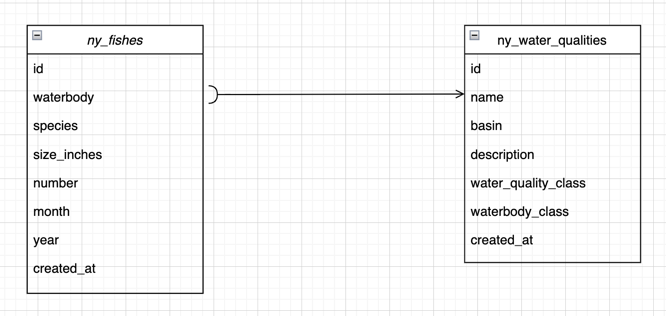 ny_fishes
id
waterbody
species
size_inches
number
month
year
created_at
ny_water_qualities
id
name
basin
description
water_quality_class
waterbody_class
created_at